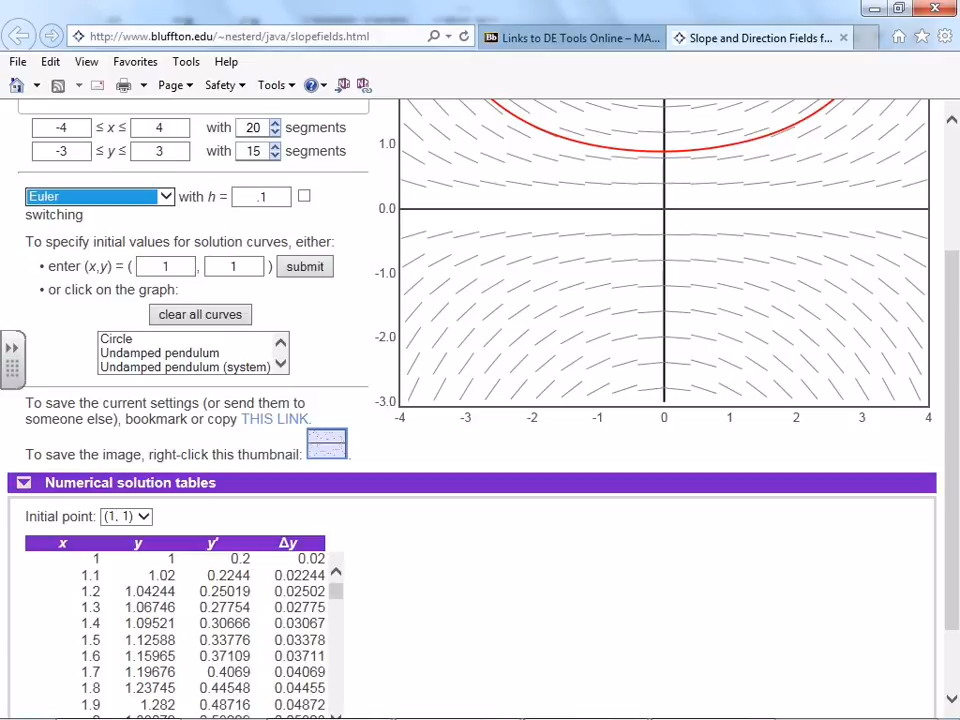 http://www.bluffton.edu/~nesterd/java/slopefields.html
Links to DE Tools Online – MA...
Slope and Direction Fields f...
File Edit View Favorites Tools Help
Page Safety Tools
-4 ≤ x ≤ 4 with 20 segments
-3 ≤ y ≤ 3 with 15 segments
Euler with h = .1
switching
To specify initial values for solution curves, either:
• enter (x,y) = ( 1 , 1 ) submit
• or click on the graph:
clear all curves
Circle
Undamped pendulum
Undamped pendulum (system)
To save the current settings (or send them to
someone else), bookmark or copy THIS LINK.
To save the image, right-click this thumbnail: .
1.0
0.0
-1.0
-2.0
-3.0
-4 -3 -2 -1 0 1 2 3 4
Numerical solution tables
Initial point: (1, 1)
x y y' Δy
1 1 0.2 0.02
1.1 1.02 0.2244 0.02244
1.2 1.04244 0.25019 0.02502
1.3 1.06746 0.27754 0.02775
1.4 1.09521 0.30666 0.03067
1.5 1.12588 0.33776 0.03378
1.6 1.15965 0.37109 0.03711
1.7 1.19676 0.4069 0.04069
1.8 1.23745 0.44548 0.04455
1.9 1.282 0.48716 0.04872